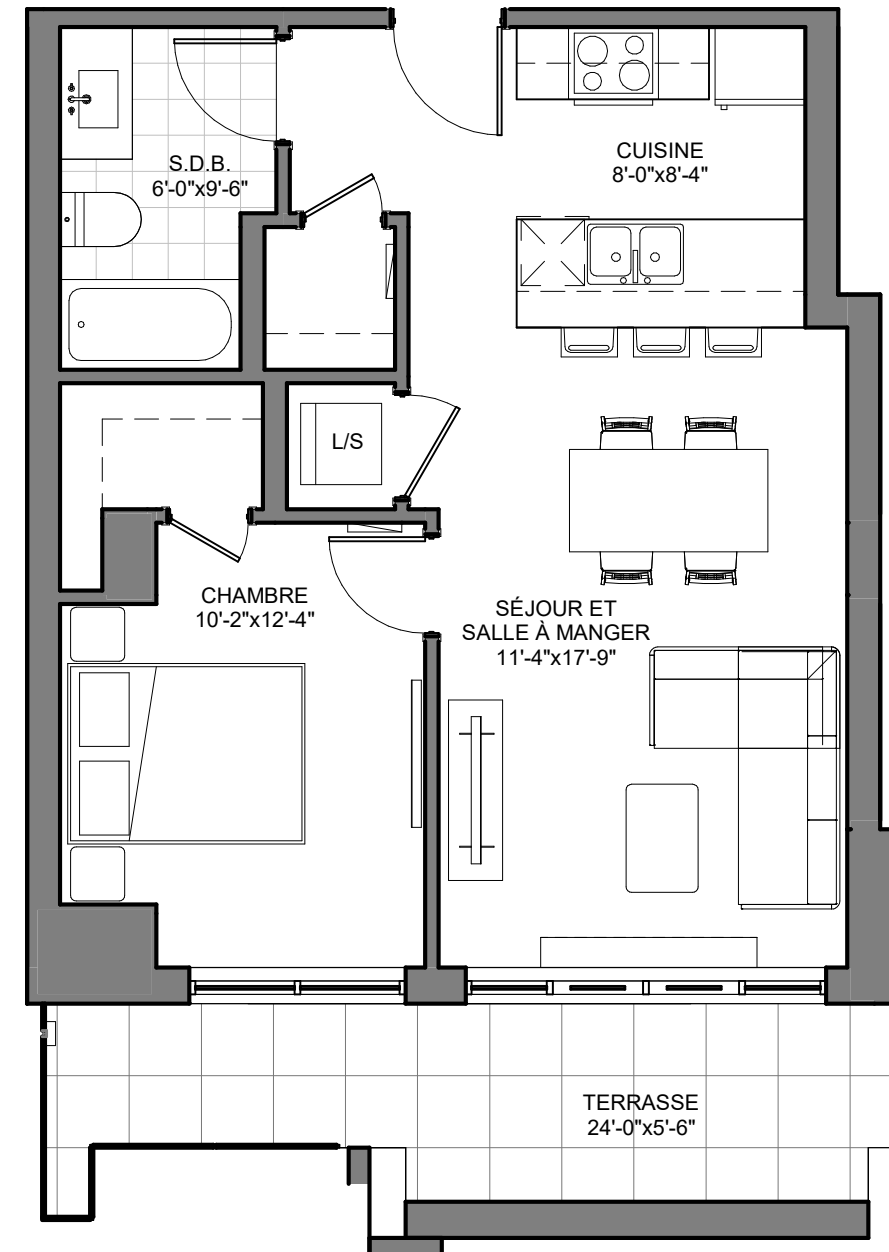 S.D.B.
6'-0"x9'-6"
CUISINE
8'-0"x8'-4"
L/S
CHAMBRE
10'-2"x12'-4"
SÉJOUR ET
SALLE À MANGER
11'-4"x17'-9"
TERRASSE
24'-0"x5'-6"